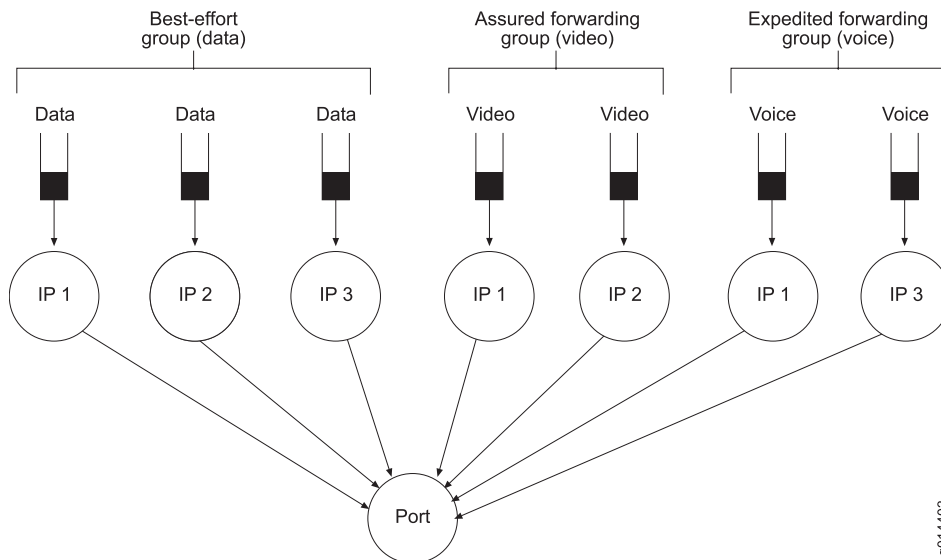 Best-effort
group (data)
Assured forwarding
group (video)
Expedited forwarding
group (voice)
Data
Data
Data
Video
Video
Voice
Voice
IP 1
IP 2
IP 3
IP 1
IP 2
IP 1
IP 3
Port